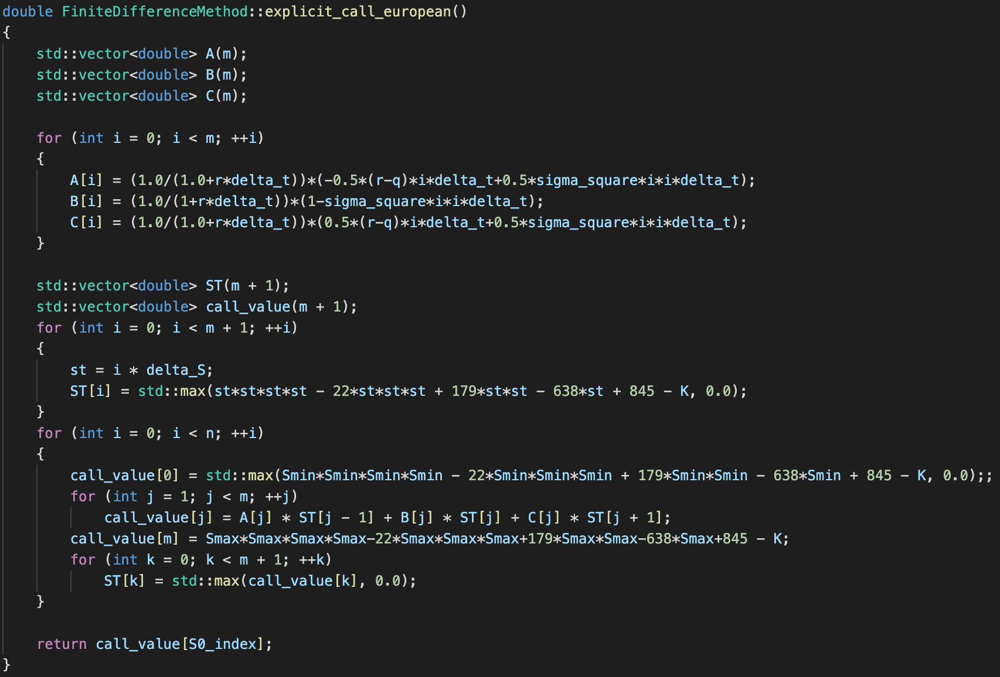 double FiniteDifferenceMethod::explicit_call_european()
{
    std::vector<double> A(m);
    std::vector<double> B(m);
    std::vector<double> C(m);

    for (int i = 0; i < m; ++i)
    {
        A[i] = (1.0/(1.0+r*delta_t))*(-0.5*(r-q)*i*delta_t+0.5*sigma_square*i*i*delta_t);
        B[i] = (1.0/(1+r*delta_t))*(1-sigma_square*i*i*delta_t);
        C[i] = (1.0/(1.0+r*delta_t))*(0.5*(r-q)*i*delta_t+0.5*sigma_square*i*i*delta_t);
    }

    std::vector<double> ST(m + 1);
    std::vector<double> call_value(m + 1);
    for (int i = 0; i < m + 1; ++i)
    {
        st = i * delta_S;
        ST[i] = std::max(st*st*st*st - 22*st*st*st + 179*st*st - 638*st + 845 - K, 0.0);
    }
    for (int i = 0; i < n; ++i)
    {
        call_value[0] = std::max(Smin*Smin*Smin*Smin - 22*Smin*Smin*Smin + 179*Smin*Smin - 638*Smin + 845 - K, 0.0);;
        for (int j = 1; j < m; ++j)
            call_value[j] = A[j] * ST[j - 1] + B[j] * ST[j] + C[j] * ST[j + 1];
        call_value[m] = Smax*Smax*Smax*Smax-22*Smax*Smax*Smax+179*Smax*Smax-638*Smax+845 - K;
        for (int k = 0; k < m + 1; ++k)
            ST[k] = std::max(call_value[k], 0.0);
    }

    return call_value[S0_index];
}